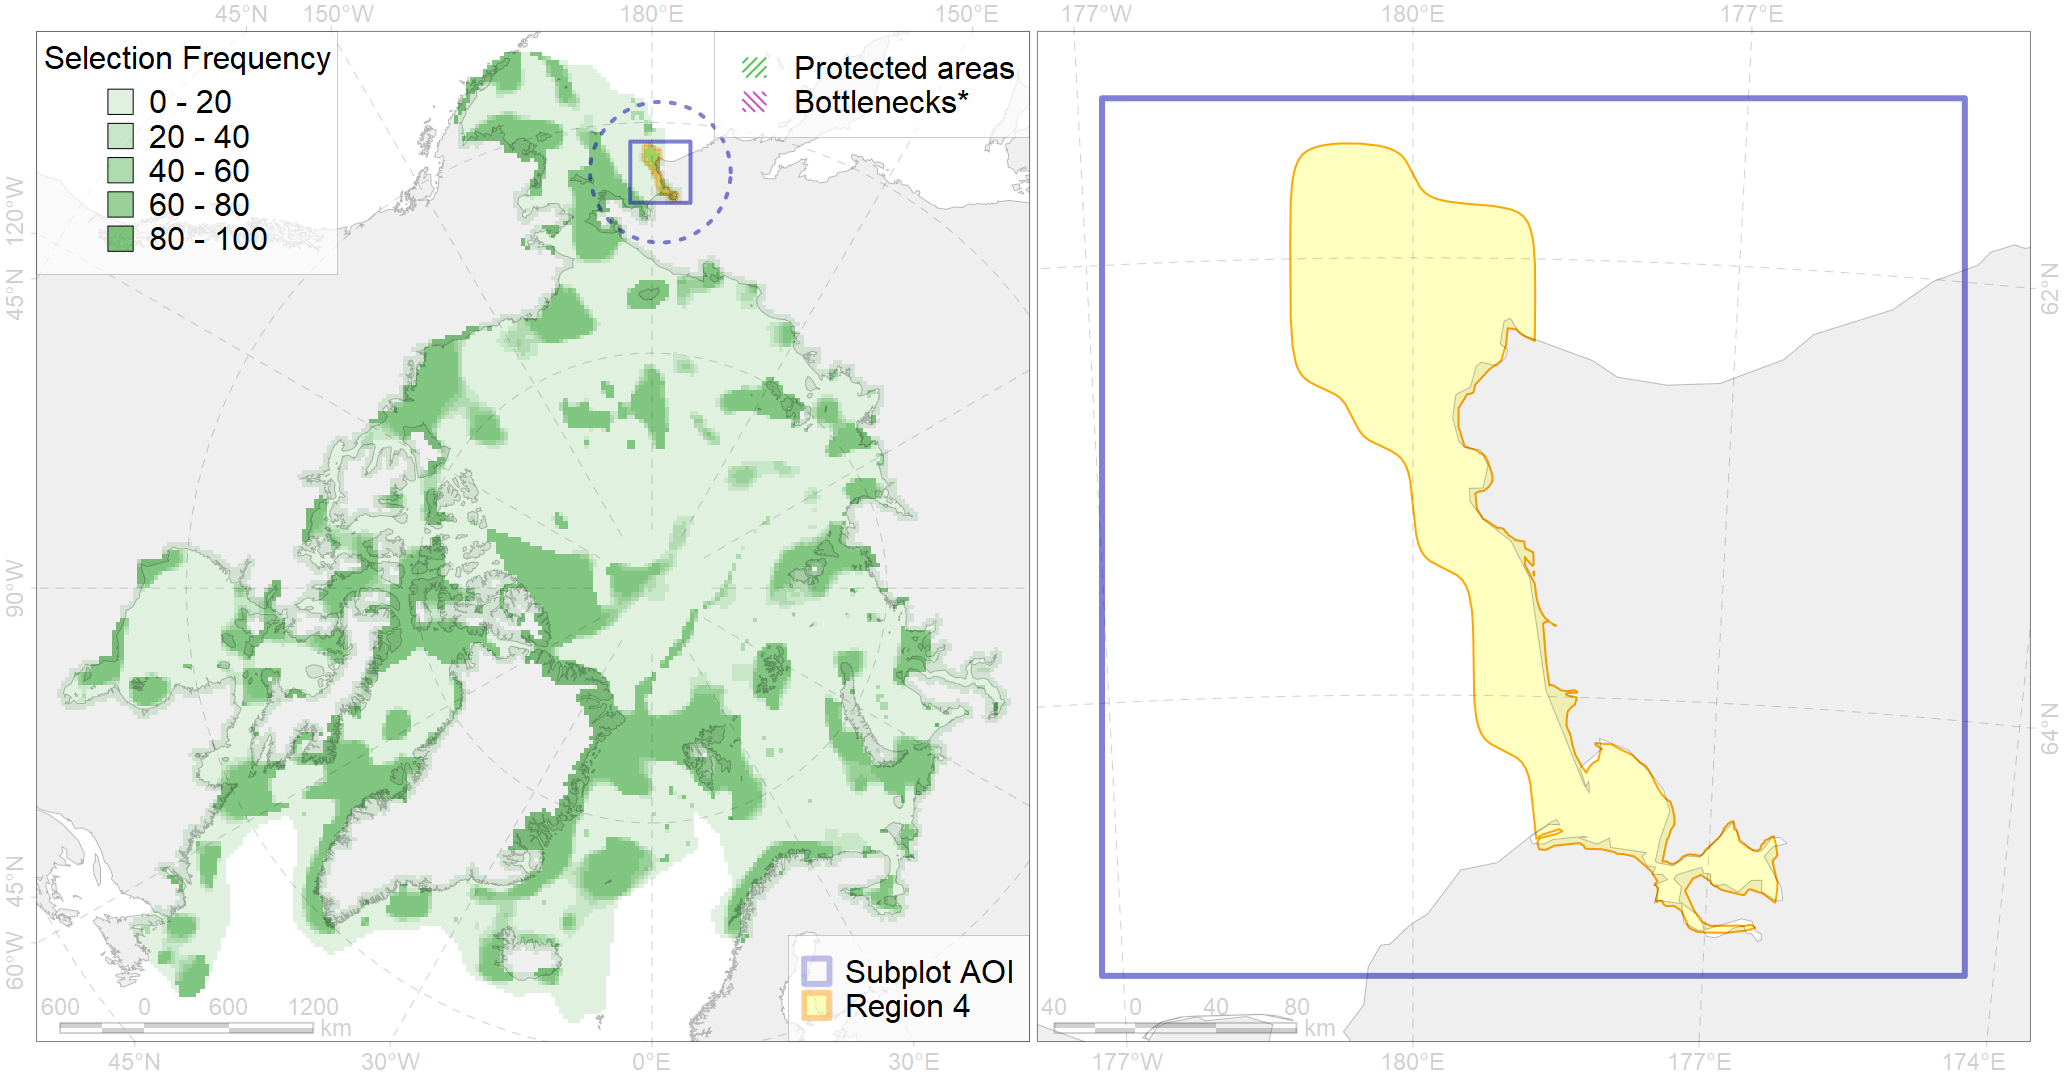 45°N 150°W 180°E 150°E 177°W 180°E 177°E
Selection Frequency
0 - 20
20 - 40
40 - 60
60 - 80
80 - 100
Protected areas
Bottlenecks*
120°W
45°N
90°W
45°N
60°W
62°N
64°N
Subplot AOI
Region 4
600 0 600 1200
km
40 0 40 80
km
45°N 30°W 0°E 30°E 177°W 180°E 177°E 174°E